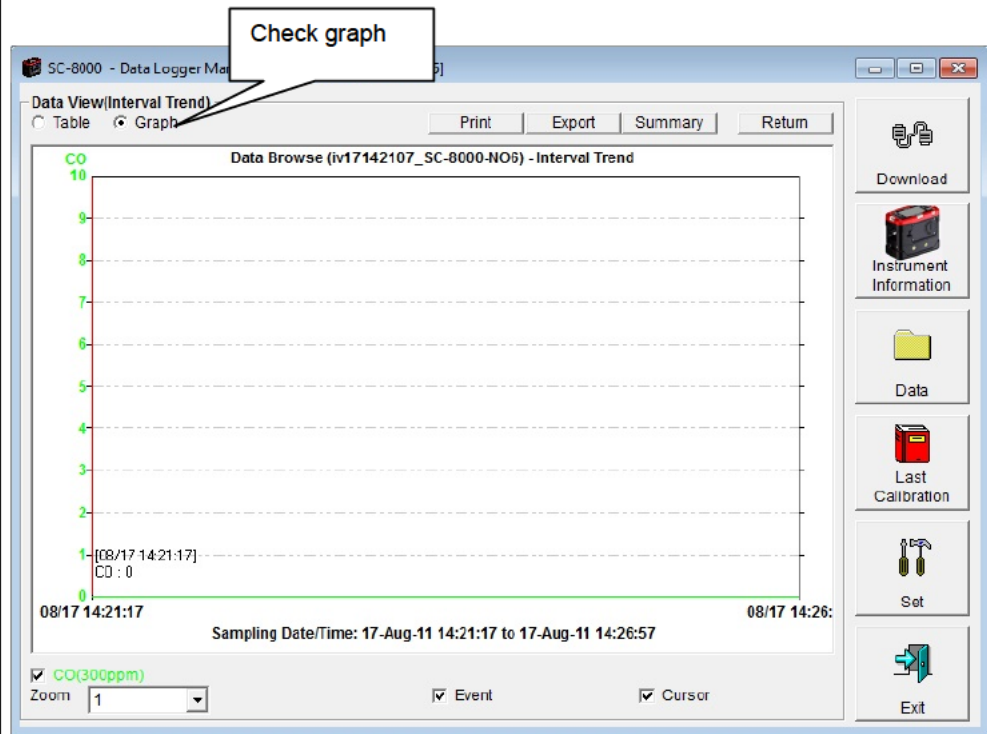 Check graph
SC-8000 - Data Logger Mar
5]
Data View(Interval Trend)
Table Graph Print Export Summary Return
Data Browse (iv17142107_SC-8000-NO6) - Interval Trend
CO
10
9
8
7
6
5
4
3
2
1
[08/17 14:21:17]
CO : 0
0
08/17 14:21:17 08/17 14:26:
Sampling Date/Time: 17-Aug-11 14:21:17 to 17-Aug-11 14:26:57
CO(300ppm)
Zoom 1 Event Cursor
Download
Instrument
Information
Data
Last
Calibration
Set
Exit